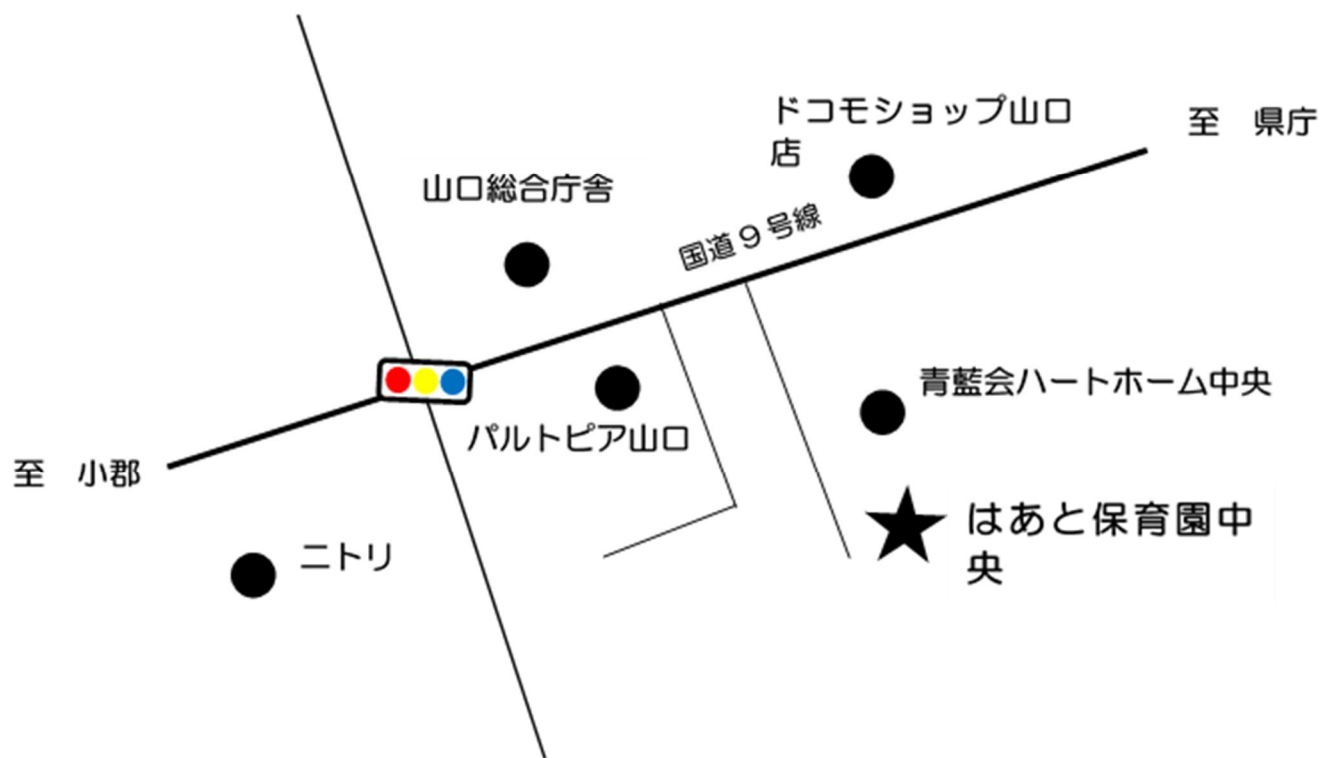 ドコモショップ山口
店
至　県庁
山口総合庁舎
国道９号線
青藍会ハートホーム中央
パルトピア山口
至　小郡
はあと保育園中
央
ニトリ